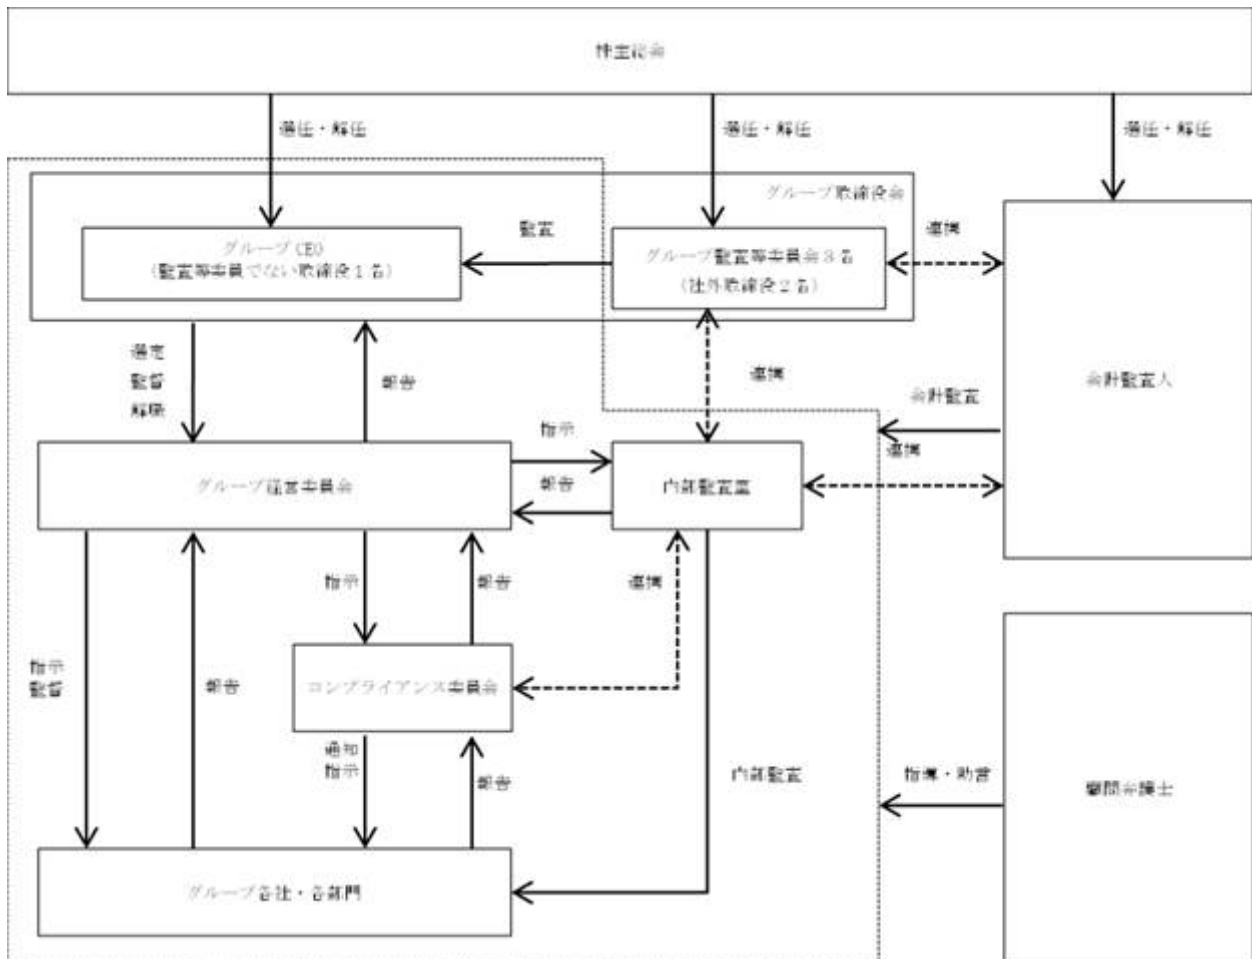 株主総会
選任・解任
選任・解任
選任・解任
グループ取締役会
グループCEO
(監査等委員でない取締役1名)
監査
グループ監査等委員会3名
(社外取締役2名)
連携
会計監査人
選定
監督
解職
報告
連携
会計監査
連携
グループ運営委員会
指示
報告
内部監査室
指示
報告
連携
指示
監督
報告
コンプライアンス委員会
通知
指示
報告
内部監査
指導・助言
顧問弁護士
グループ各社・各部門